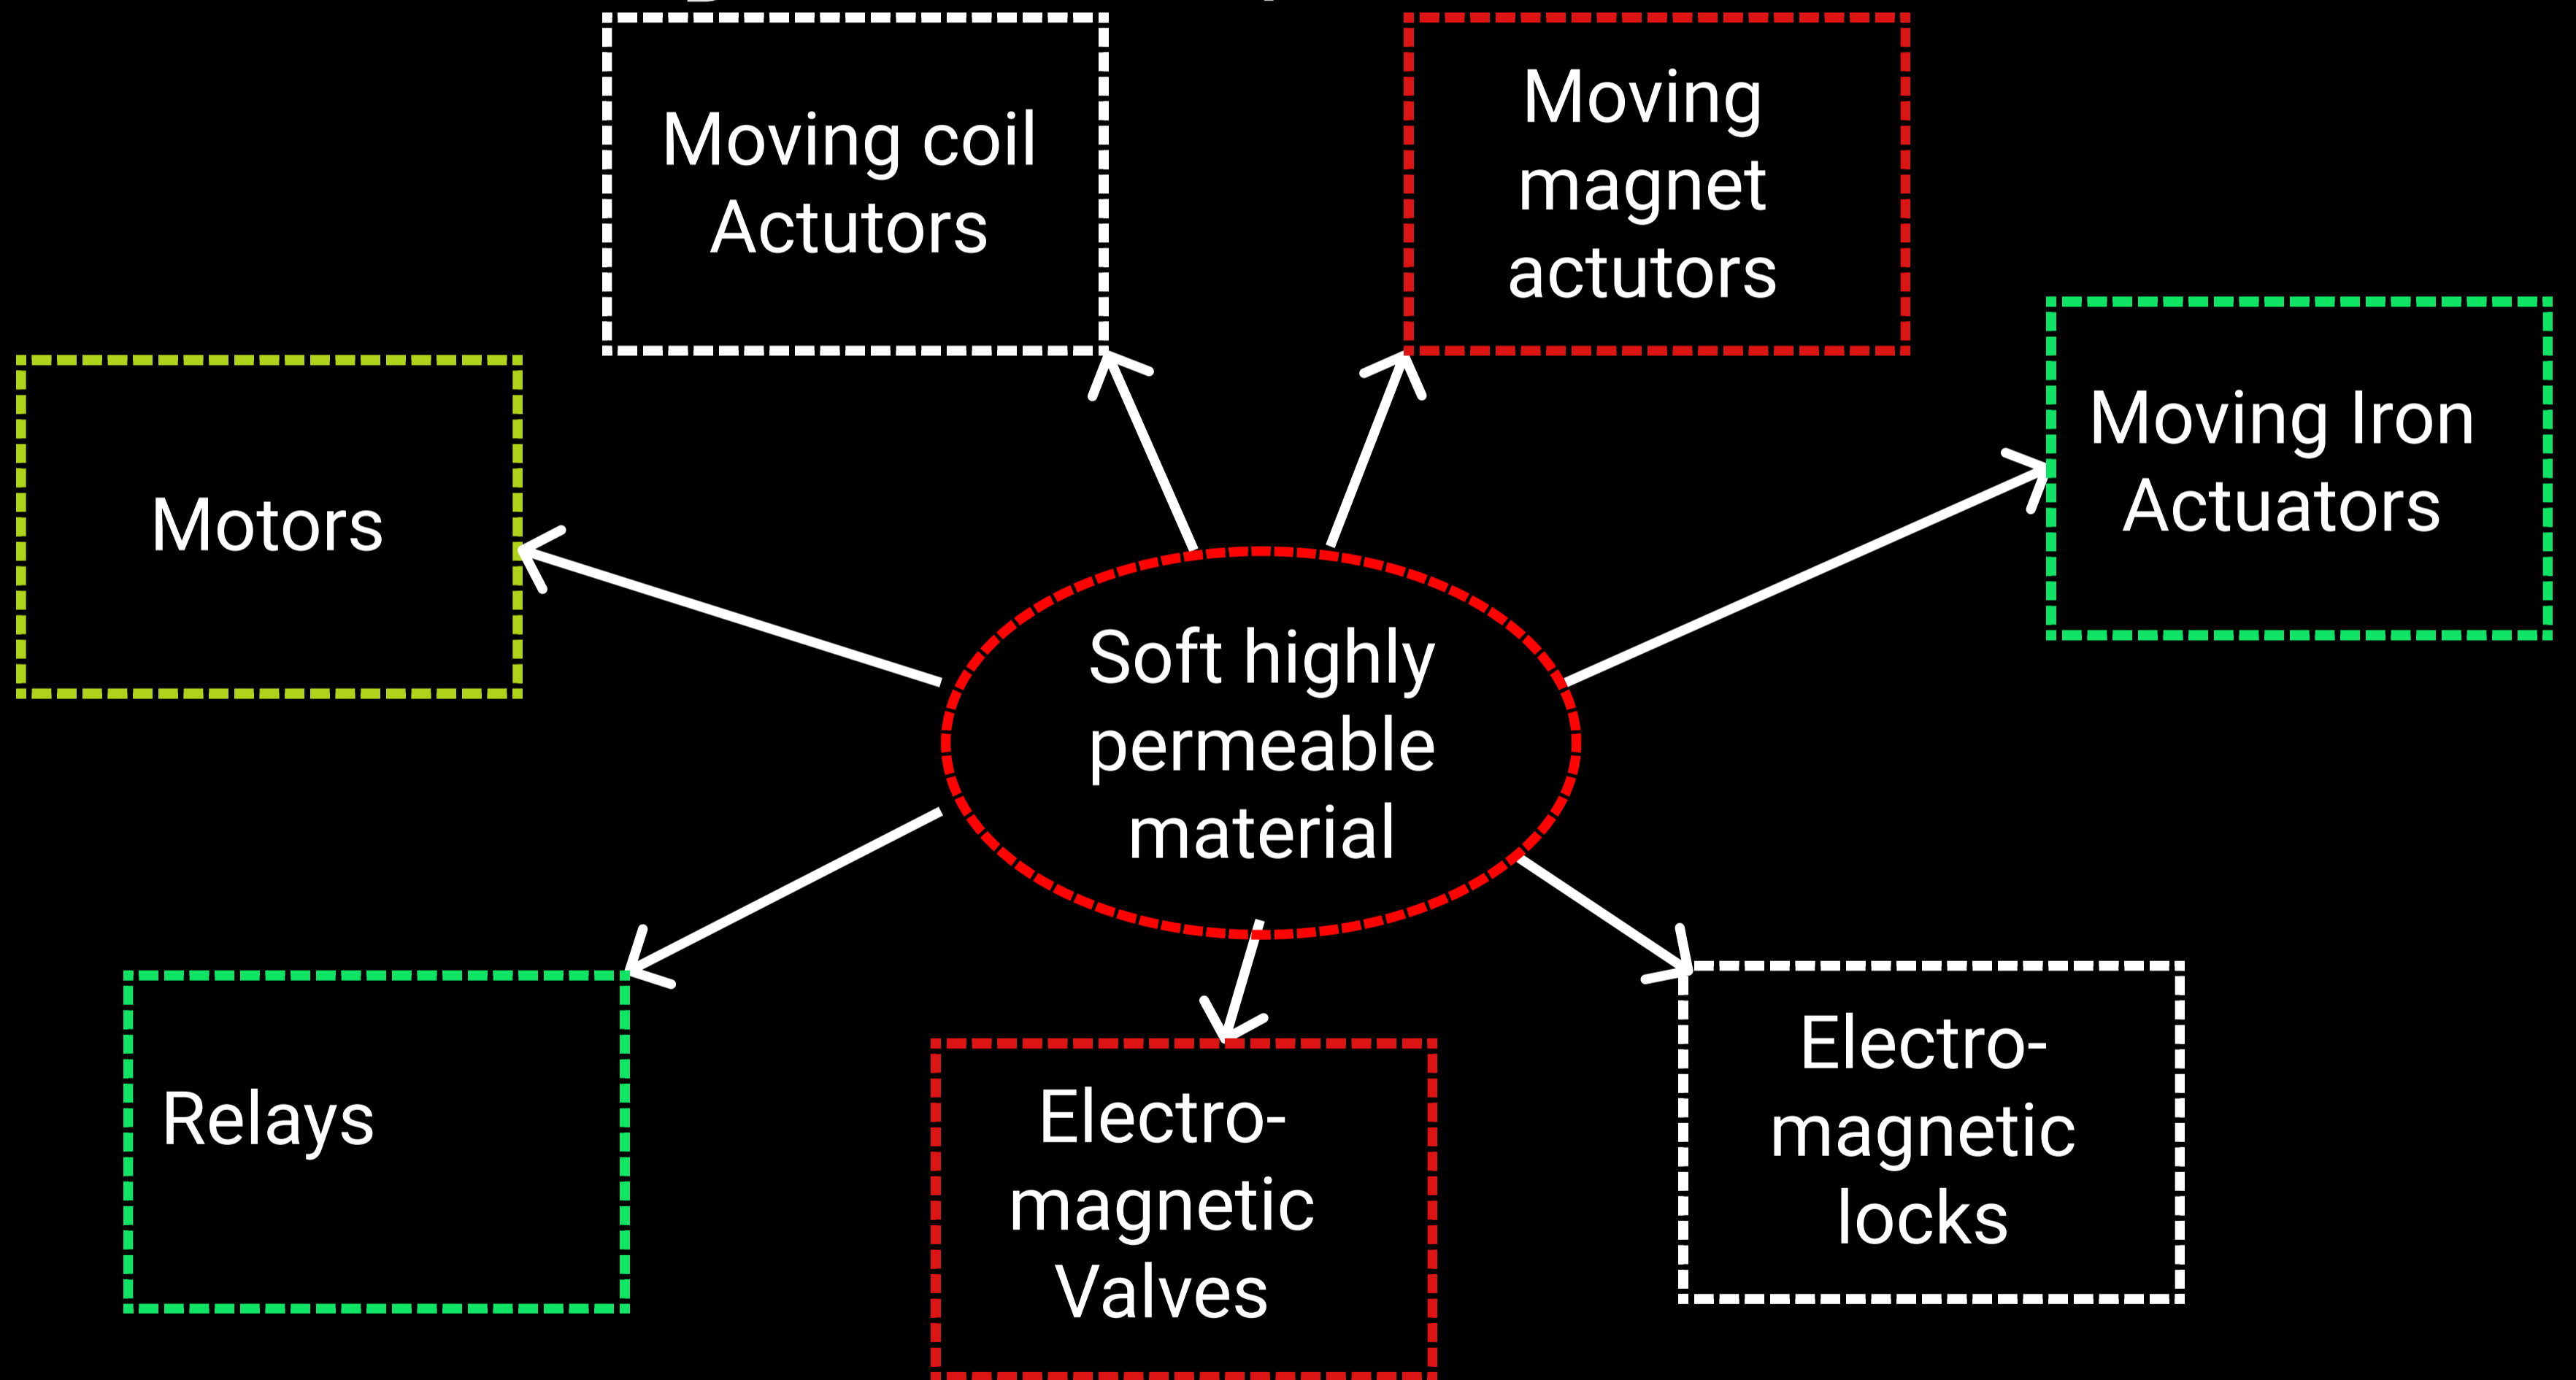 Moving coil
Actutors
Moving
magnet
actutors
Moving Iron
Actuators
Motors
Soft highly
permeable
material
Relays
Electro-
magnetic
Valves
Electro-
magnetic
locks